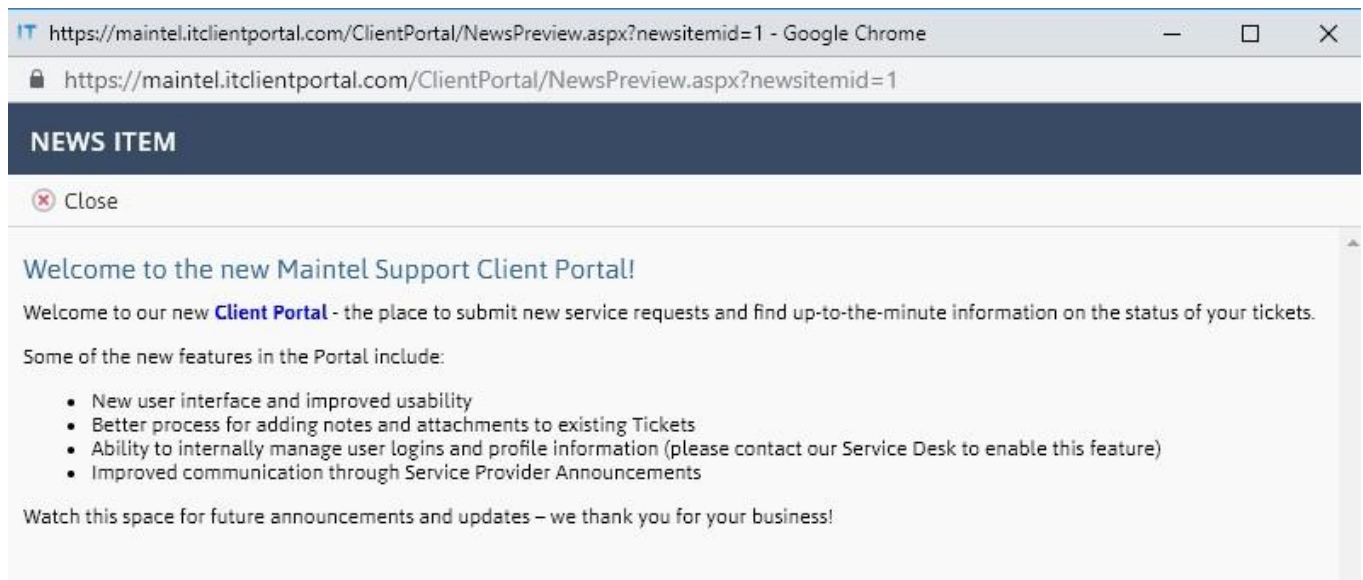 IT https://maintel.itclientportal.com/ClientPortal/NewsPreview.aspx?newsitemid=1 - Google Chrome
https://maintel.itclientportal.com/ClientPortal/NewsPreview.aspx?newsitemid=1
NEWS ITEM
Close
Welcome to the new Maintel Support Client Portal!
Welcome to our new Client Portal - the place to submit new service requests and find up-to-the-minute information on the status of your tickets.
Some of the new features in the Portal include:
• New user interface and improved usability
• Better process for adding notes and attachments to existing Tickets
• Ability to internally manage user logins and profile information (please contact our Service Desk to enable this feature)
• Improved communication through Service Provider Announcements
Watch this space for future announcements and updates – we thank you for your business!